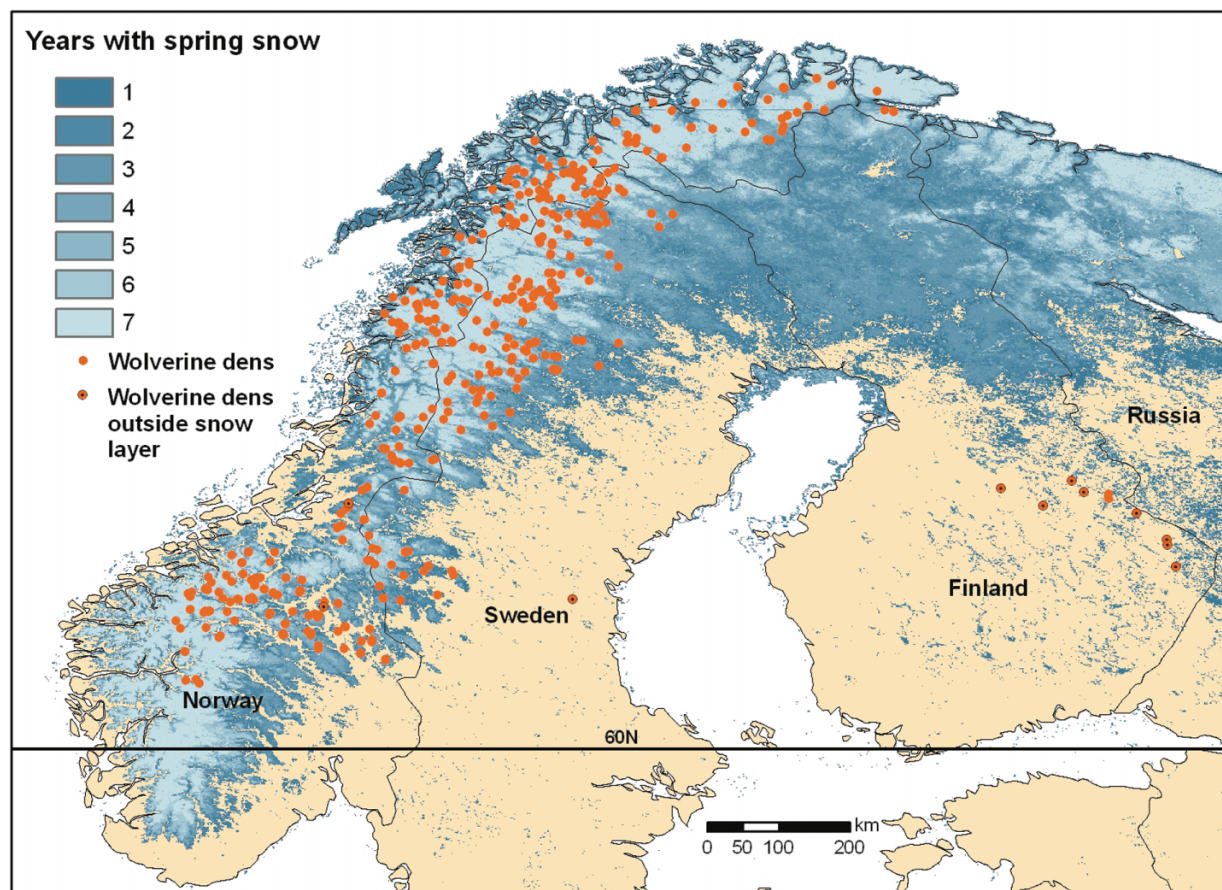 Years with spring snow
1
2
3
4
5
6
7
Wolverine dens
Wolverine dens
outside snow
layer
Russia
Finland
Sweden
Norway
60N
km
0 50 100 200